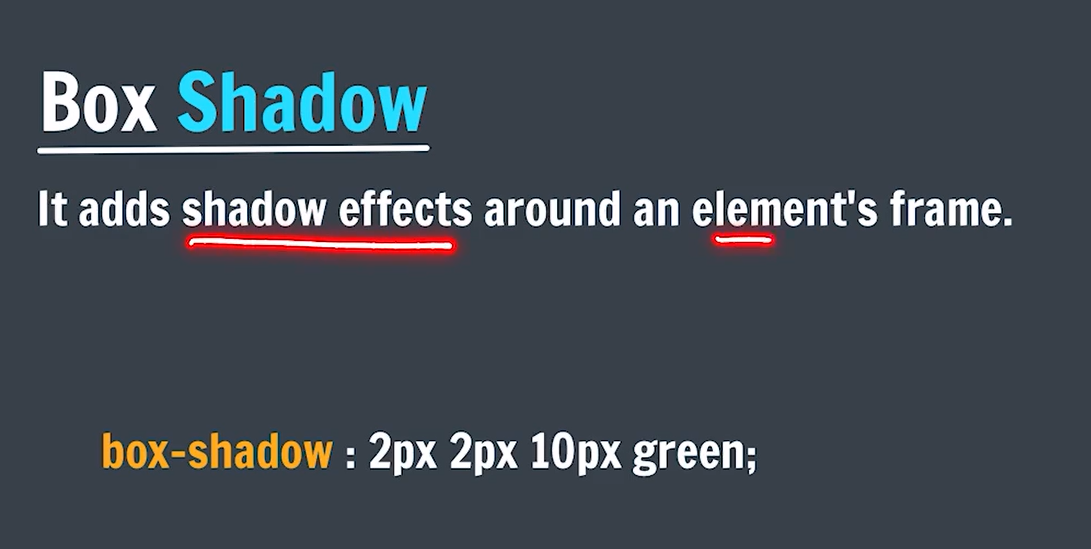 Box Shadow
It adds shadow effects around an element's frame.
box-shadow : 2px 2px 10px green;